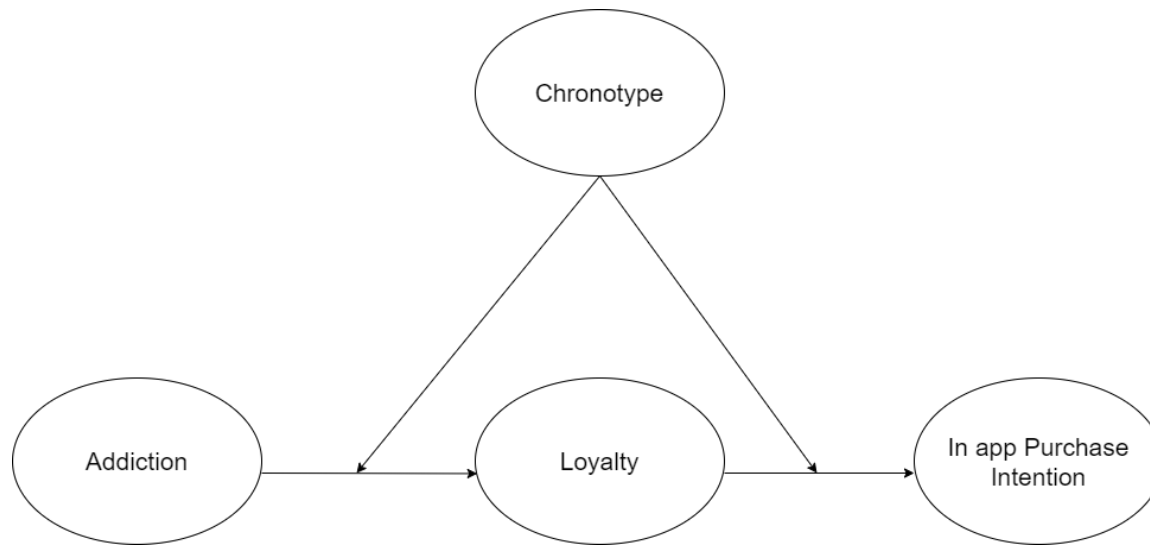 Chronotype
Addiction
Loyalty
In app Purchase
Intention